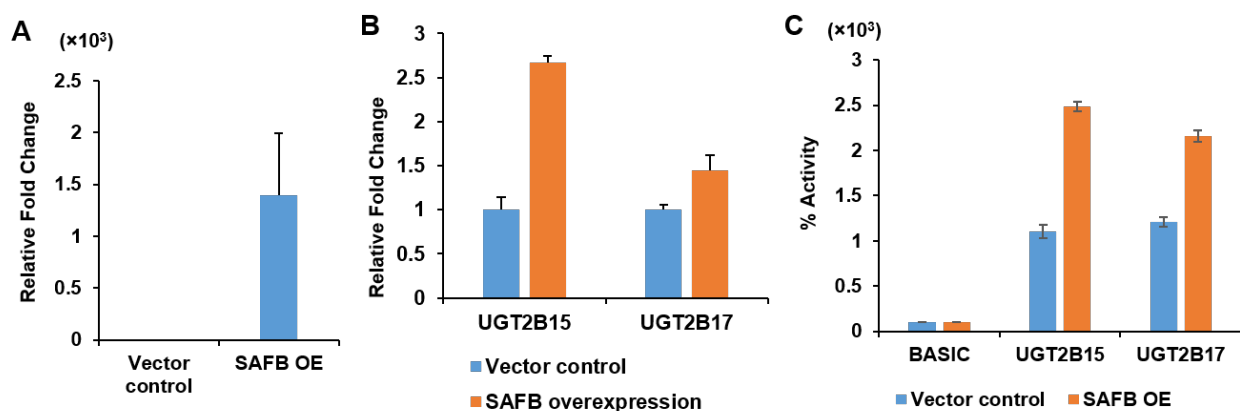 A
(×10³)
Relative Fold Change
2.5
2
1.5
1
0.5
0
Vector
control
SAFB OE
B
Relative Fold Change
3
2.5
2
1.5
1
0.5
0
UGT2B15
UGT2B17
Vector control
SAFB overexpression
C
(×10³)
% Activity
3
2.5
2
1.5
1
0.5
0
BASIC
UGT2B15
UGT2B17
Vector control
SAFB OE